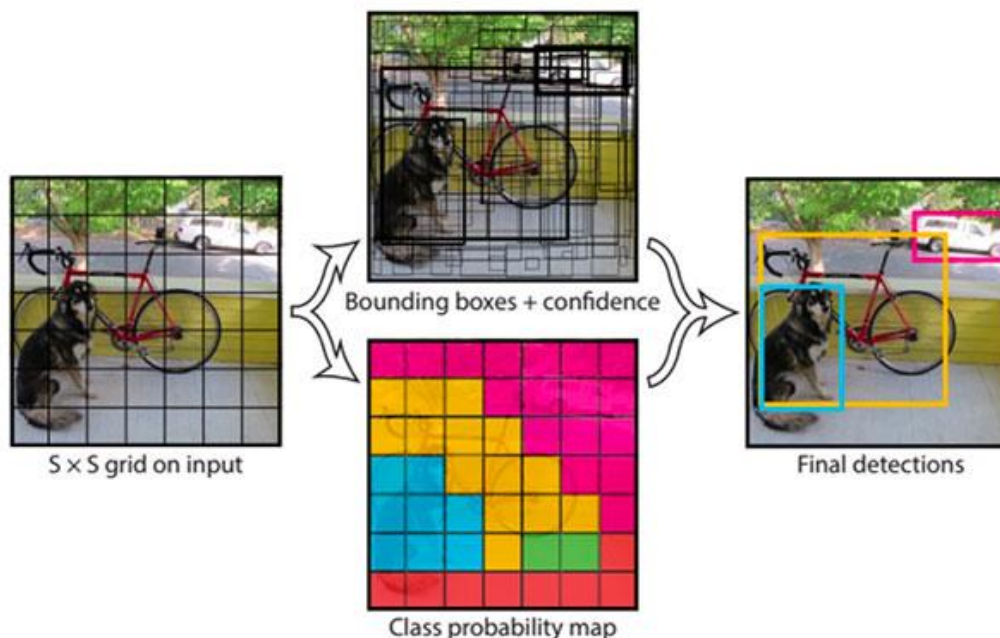 Bounding boxes + confidence
S × S grid on input
Final detections
Class probability map